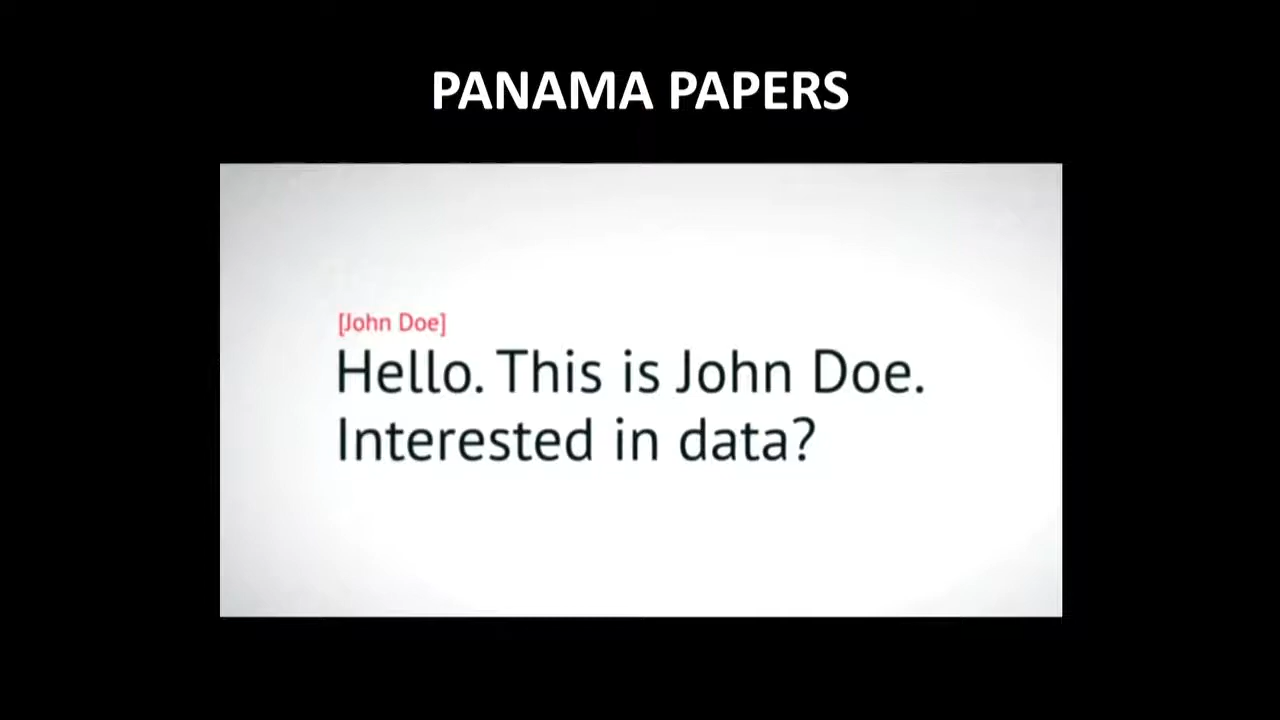 PANAMA PAPERS
[John Doe]
Hello. This is John Doe.
Interested in data?